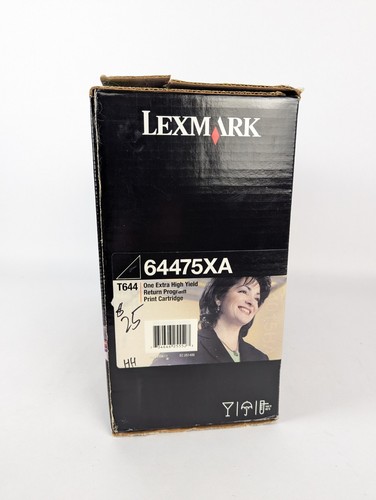 LEXMARK
64475XA
T644
One Extra High Yield
Return Program
Print Cartridge
$25
HH